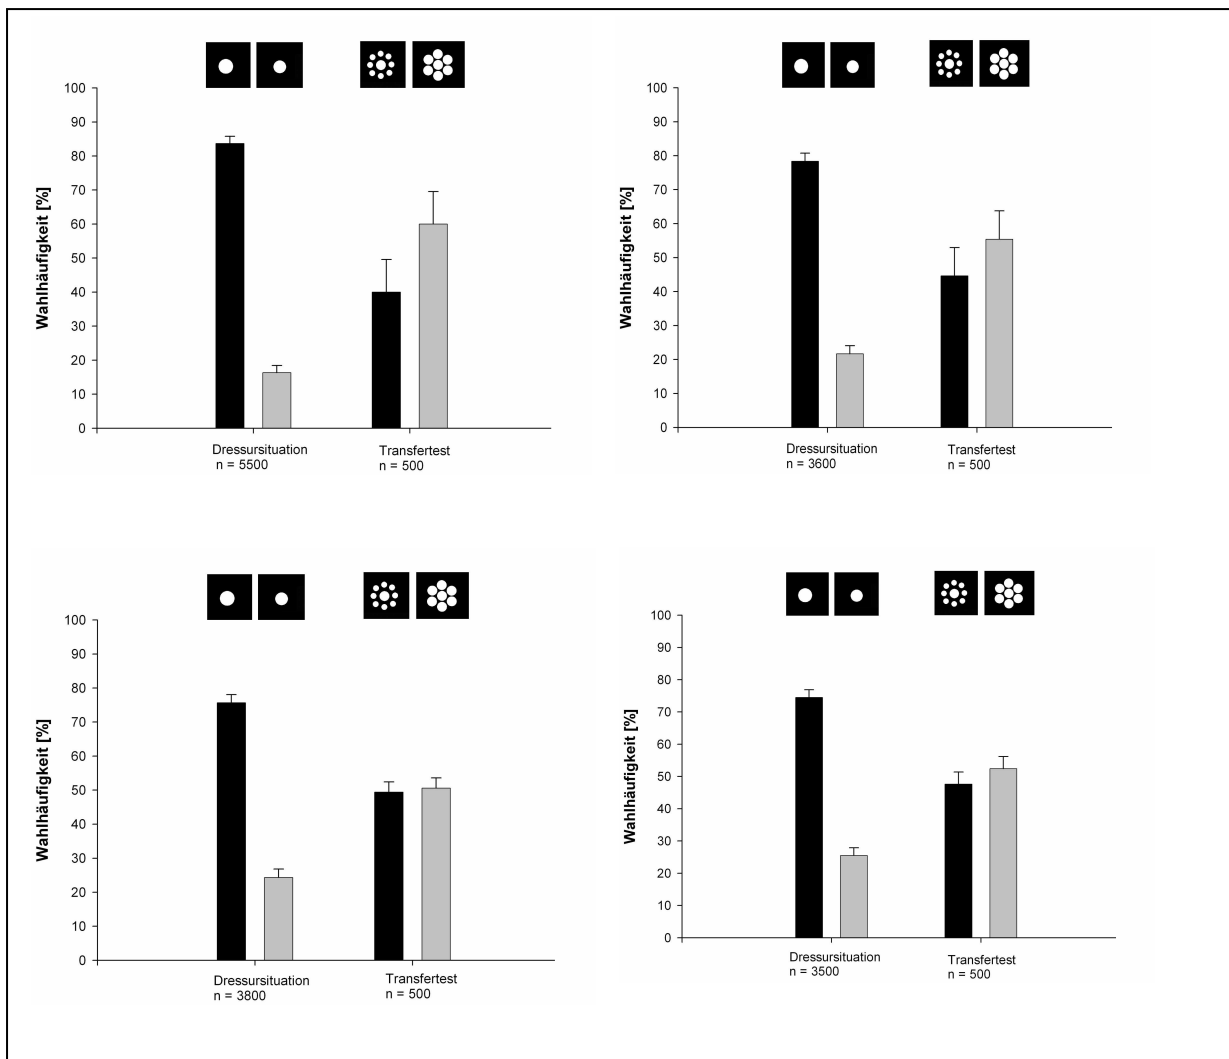 100
90
80
70
60
50
40
30
20
10
0
Wahlhäufigkeit [%]
Dressursituation
n = 5500
Transfertest
n = 500
100
90
80
70
60
50
40
30
20
10
0
Wahlhäufigkeit [%]
Dressursituation
n = 3600
Transfertest
n = 500
100
90
80
70
60
50
40
30
20
10
0
Wahlhäufigkeit [%]
Dressursituation
n = 3800
Transfertest
n = 500
100
90
80
70
60
50
40
30
20
10
0
Wahlhäufigkeit [%]
Dressursituation
n = 3500
Transfertest
n = 500